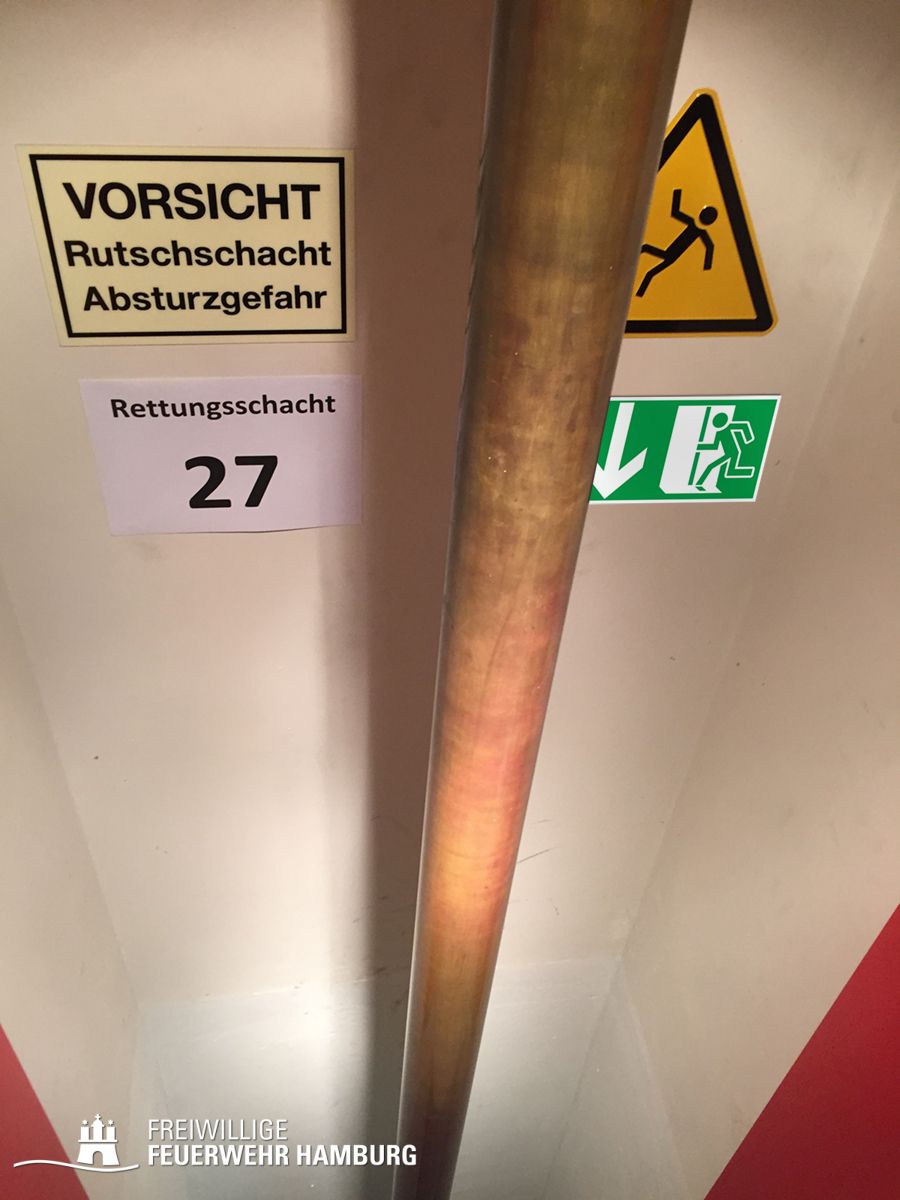 VORSICHT
Rutschschacht
Absturzgefahr
Rettungsschacht
27
FREIWILLIGE
FEUERWEHR HAMBURG